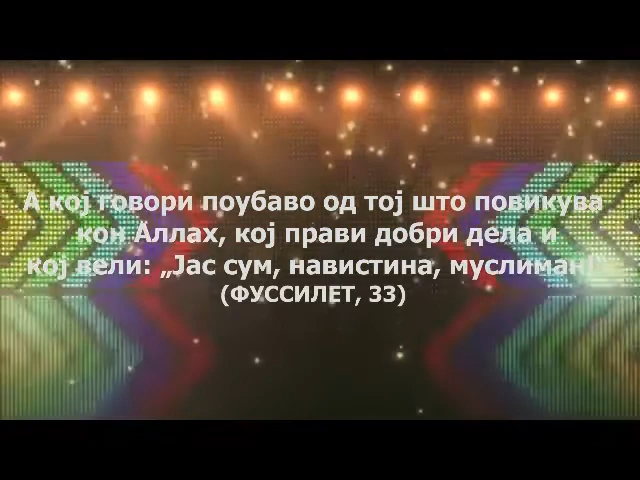 А кој говори поубаво од тој што повикува
кон Аллах, кој прави добри дела и
кој вели: „Јас сум, навистина, муслиман!“
(ФУССИЛЕТ, 33)